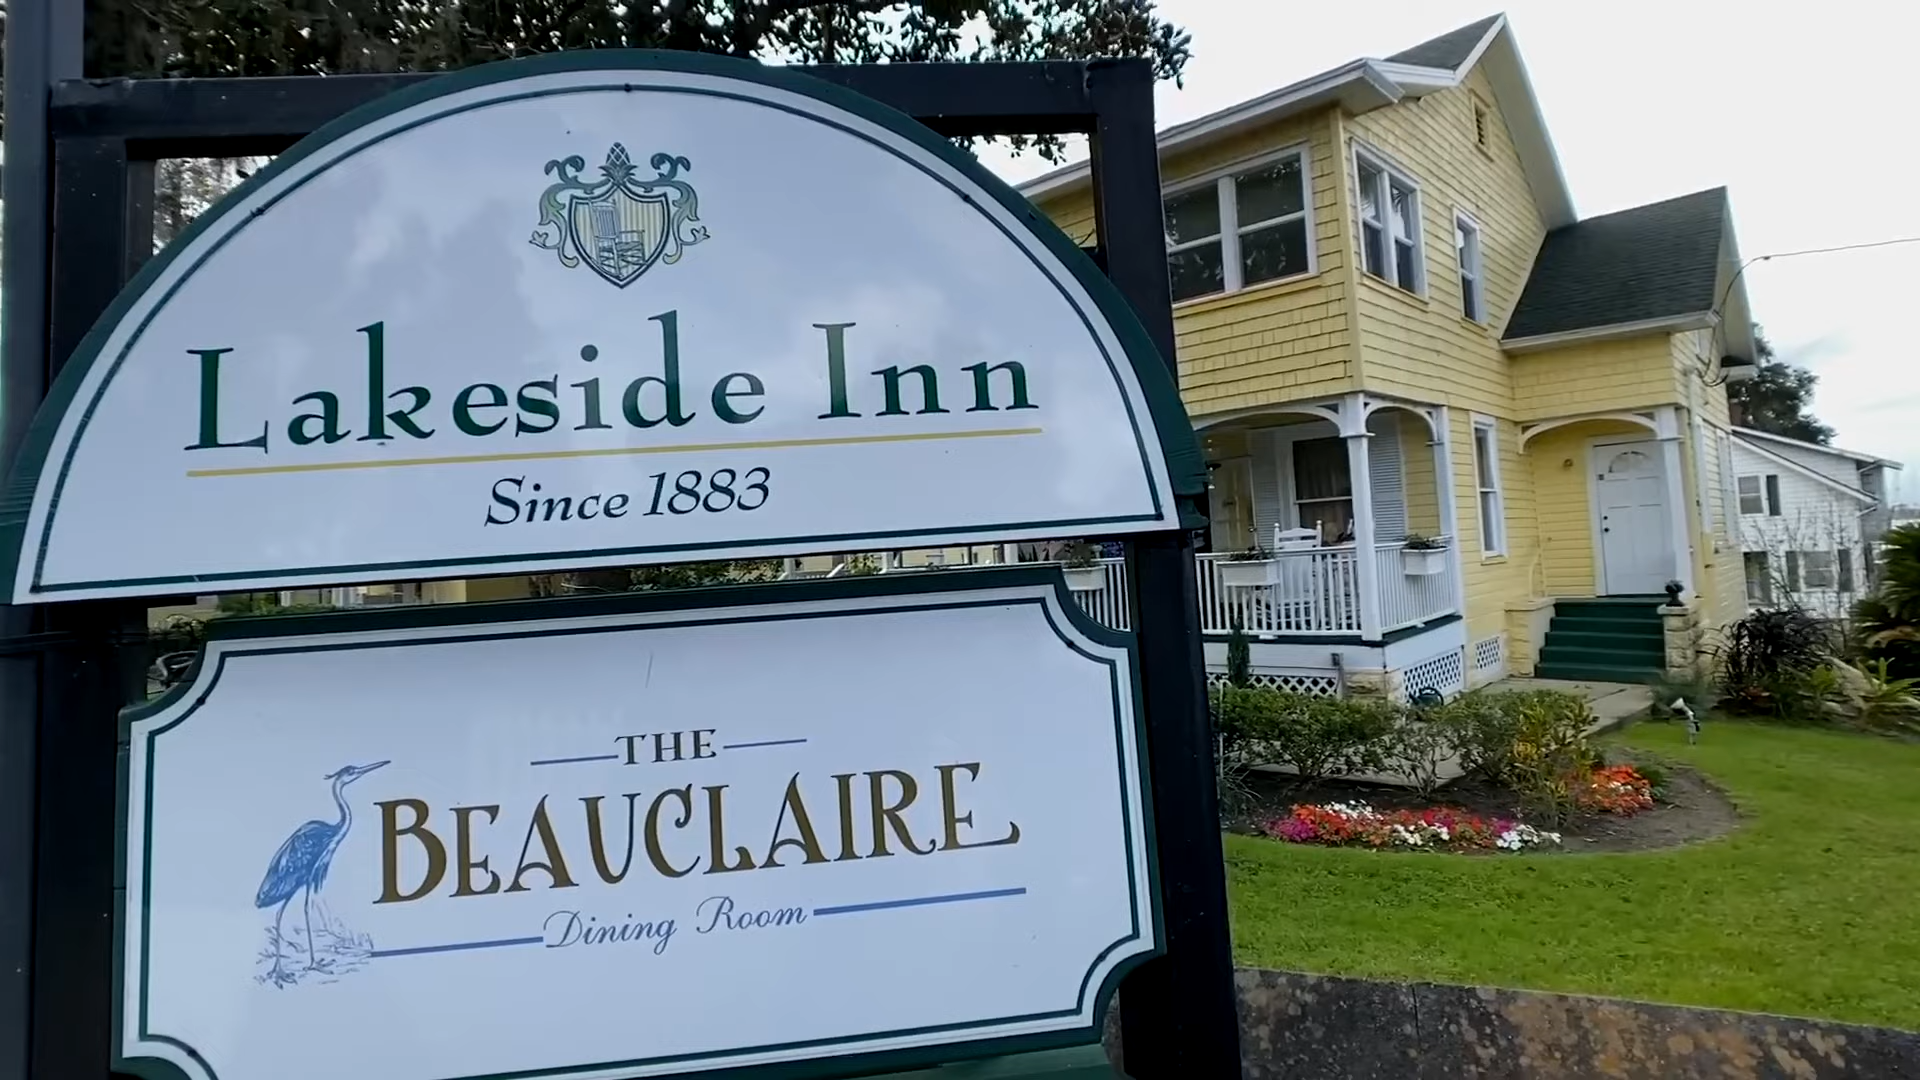 Lakeside Inn
Since 1883
THE
BEAUCLAIRE
Dining Room